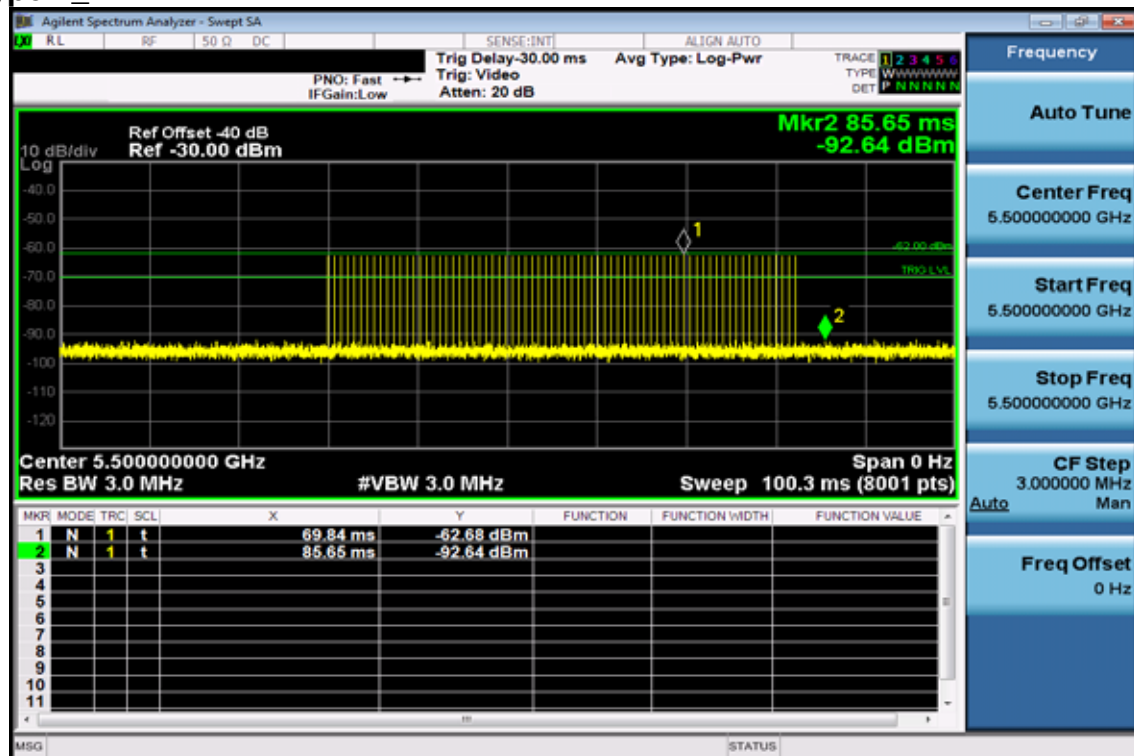 Agilent Spectrum Analyzer - Swept SA
LXI RL RF 50 Ω DC SENSE:INT ALIGN AUTO
Trig Delay-30.00 ms Avg Type: Log-Pwr TRACE 1 2 3 4 5 6
PNO: Fast Trig: Video TYPE WWWWWWW
IFGain:Low Atten: 20 dB DET P N N N N N
Mkr2 85.65 ms
Ref Offset -40 dB
10 dB/div Ref -30.00 dBm -92.64 dBm
Log
-40.0
-50.0
1
-60.0 -62.00 dBm
-70.0 TRIG LVL
-80.0
2
-90.0
-100
-110
-120
Center 5.500000000 GHz Span 0 Hz
Res BW 3.0 MHz #VBW 3.0 MHz Sweep 100.3 ms (8001 pts)
MKR MODE TRC SCL X Y FUNCTION FUNCTION WIDTH FUNCTION VALUE
1 N 1 t 69.84 ms -62.68 dBm
2 N 1 t 85.65 ms -92.64 dBm
3
4
5
6
7
8
9
10
11
MSG STATUS
Frequency
Auto Tune
Center Freq
5.500000000 GHz
Start Freq
5.500000000 GHz
Stop Freq
5.500000000 GHz
CF Step
3.000000 MHz
Auto Man
Freq Offset
0 Hz